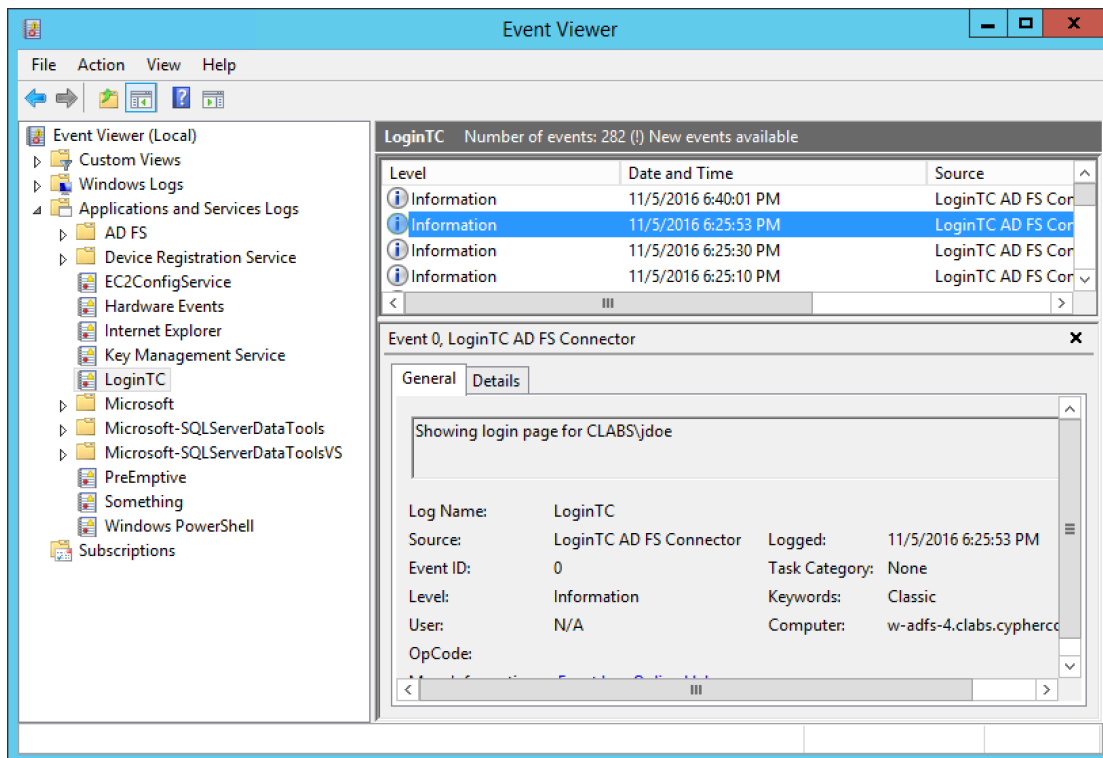 Event Viewer
File Action View Help
Event Viewer (Local)
Custom Views
Windows Logs
Applications and Services Logs
AD FS
Device Registration Service
EC2ConfigService
Hardware Events
Internet Explorer
Key Management Service
LoginTC
Microsoft
Microsoft-SQLServerDataTools
Microsoft-SQLServerDataToolsVS
PreEmptive
Something
Windows PowerShell
Subscriptions
LoginTC Number of events: 282 (!) New events available
Level Date and Time Source
Information 11/5/2016 6:40:01 PM LoginTC AD FS Con
Information 11/5/2016 6:25:53 PM LoginTC AD FS Con
Information 11/5/2016 6:25:30 PM LoginTC AD FS Con
Information 11/5/2016 6:25:10 PM LoginTC AD FS Con
Event 0, LoginTC AD FS Connector
General Details
Showing login page for CLABS\jdoe
Log Name: LoginTC
Source: LoginTC AD FS Connector Logged: 11/5/2016 6:25:53 PM
Event ID: 0 Task Category: None
Level: Information Keywords: Classic
User: N/A Computer: w-adfs-4.clabs.cypherco
OpCode: